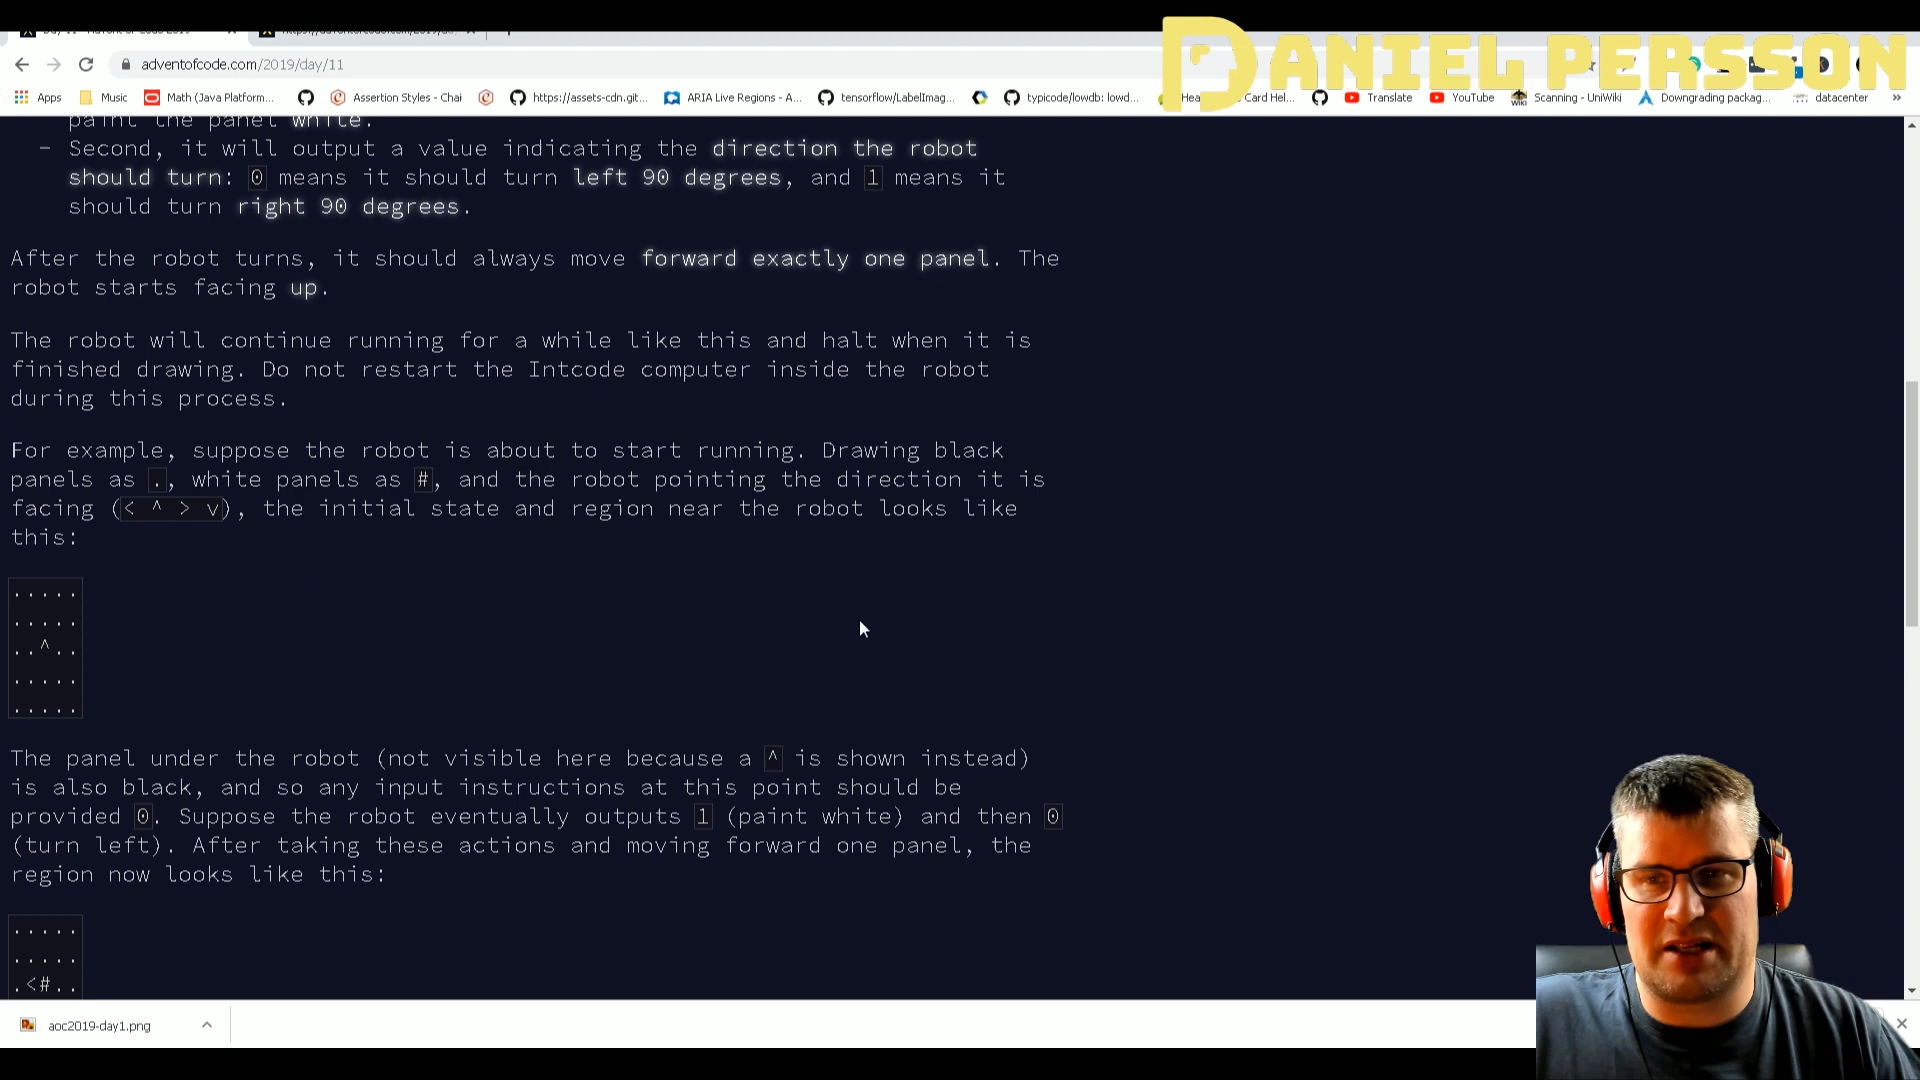 DANIEL PERSSON
adventofcode.com/2019/day/11
Apps Music Math (Java Platform... Assertion Styles - Chai https://assets-cdn.git... ARIA Live Regions - A... tensorflow/LabelImag... typicode/lowdb: lowd... Card Hel... Translate YouTube Scanning - UniWiki Downgrading packag... datacenter »
paint the panel white.
- Second, it will output a value indicating the direction the robot
should turn: 0 means it should turn left 90 degrees, and 1 means it
should turn right 90 degrees.
After the robot turns, it should always move forward exactly one panel. The
robot starts facing up.
The robot will continue running for a while like this and halt when it is
finished drawing. Do not restart the Intcode computer inside the robot
during this process.
For example, suppose the robot is about to start running. Drawing black
panels as ., white panels as #, and the robot pointing the direction it is
facing (< ^ > v), the initial state and region near the robot looks like
this:
.....
.....
..^..
.....
.....
The panel under the robot (not visible here because a ^ is shown instead)
is also black, and so any input instructions at this point should be
provided 0. Suppose the robot eventually outputs 1 (paint white) and then 0
(turn left). After taking these actions and moving forward one panel, the
region now looks like this:
.....
.....
.<#..
aoc2019-day1.png